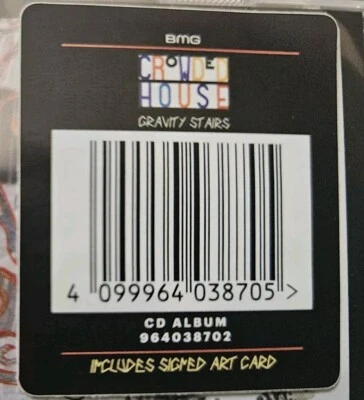 BMG
CROWDED
HOUSE
GRAVITY STAIRS
4 099964 038705 >
CD ALBUM
964038702
INCLUDES SIGNED ART CARD